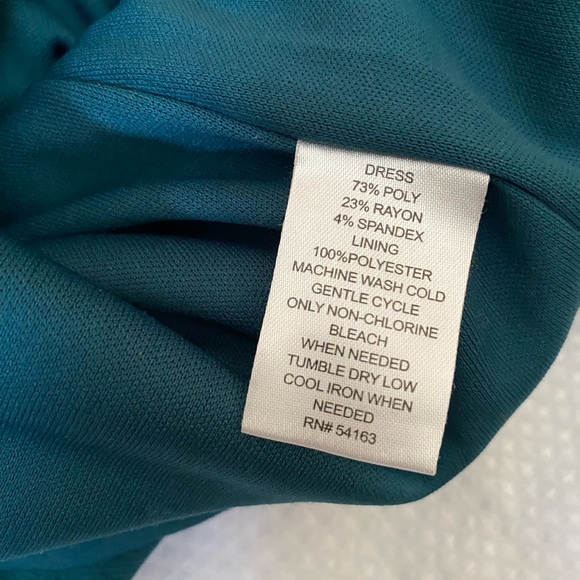 DRESS
73% POLY
23% RAYON
4% SPANDEX
LINING
100%POLYESTER
MACHINE WASH COLD
GENTLE CYCLE
ONLY NON-CHLORINE
BLEACH
WHEN NEEDED
TUMBLE DRY LOW
COOL IRON WHEN
NEEDED
RN# 54163